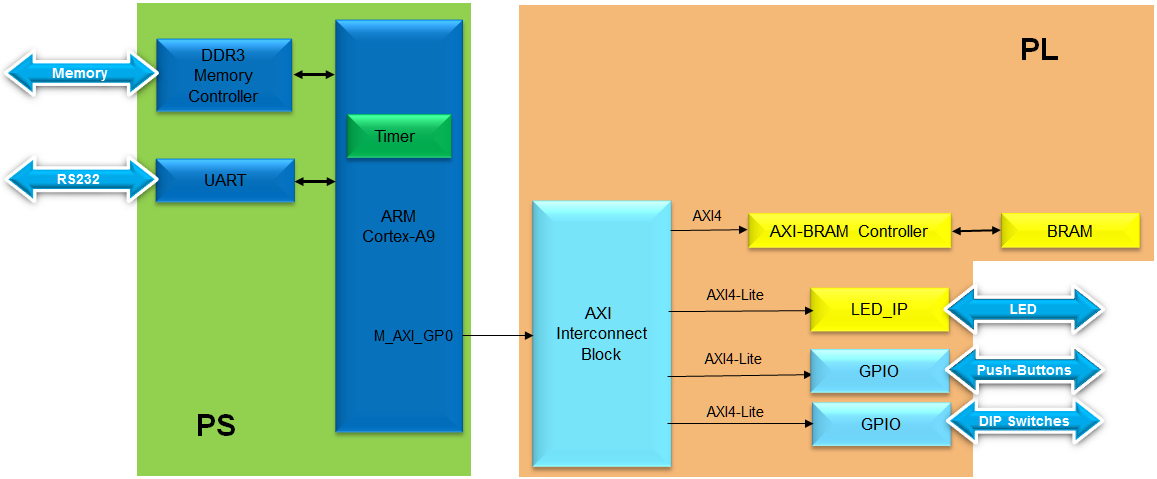 PL
DDR3
Memory
Controller
Memory
Timer
RS232
UART
ARM
Cortex-A9
M_AXI_GP0
PS
AXI
Interconnect
Block
AXI4
AXI-BRAM Controller
BRAM
AXI4-Lite
LED_IP
LED
AXI4-Lite
GPIO
Push-Buttons
AXI4-Lite
GPIO
DIP Switches